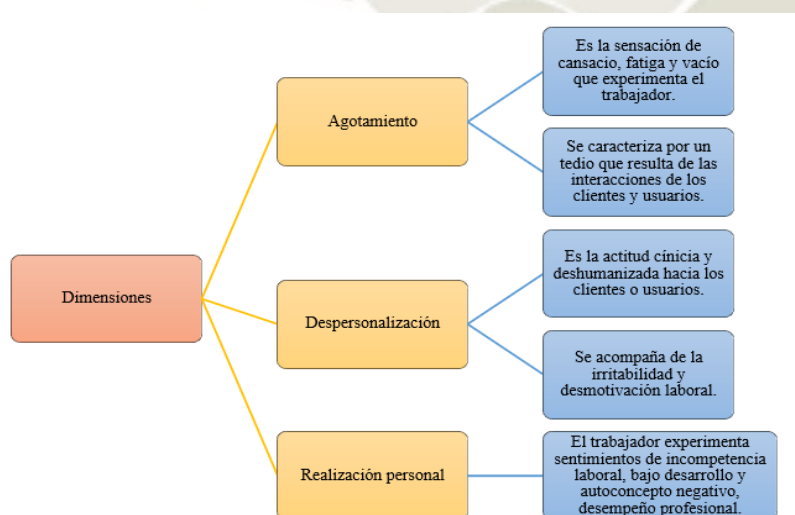 Dimensiones
Agotamiento
Es la sensación de
cansacio, fatiga y vacío
que experimenta el
trabajador.
Se caracteriza por un
tedio que resulta de las
interacciones de los
clientes y usuarios.
Despersonalización
Es la actitud cínicia y
deshumanizada hacia los
clientes o usuarios.
Se acompaña de la
irritabilidad y
desmotivación laboral.
Realización personal
El trabajador experimenta
sentimientos de incompetencia
laboral, bajo desarrollo y
autoconcepto negativo,
desempeño profesional.